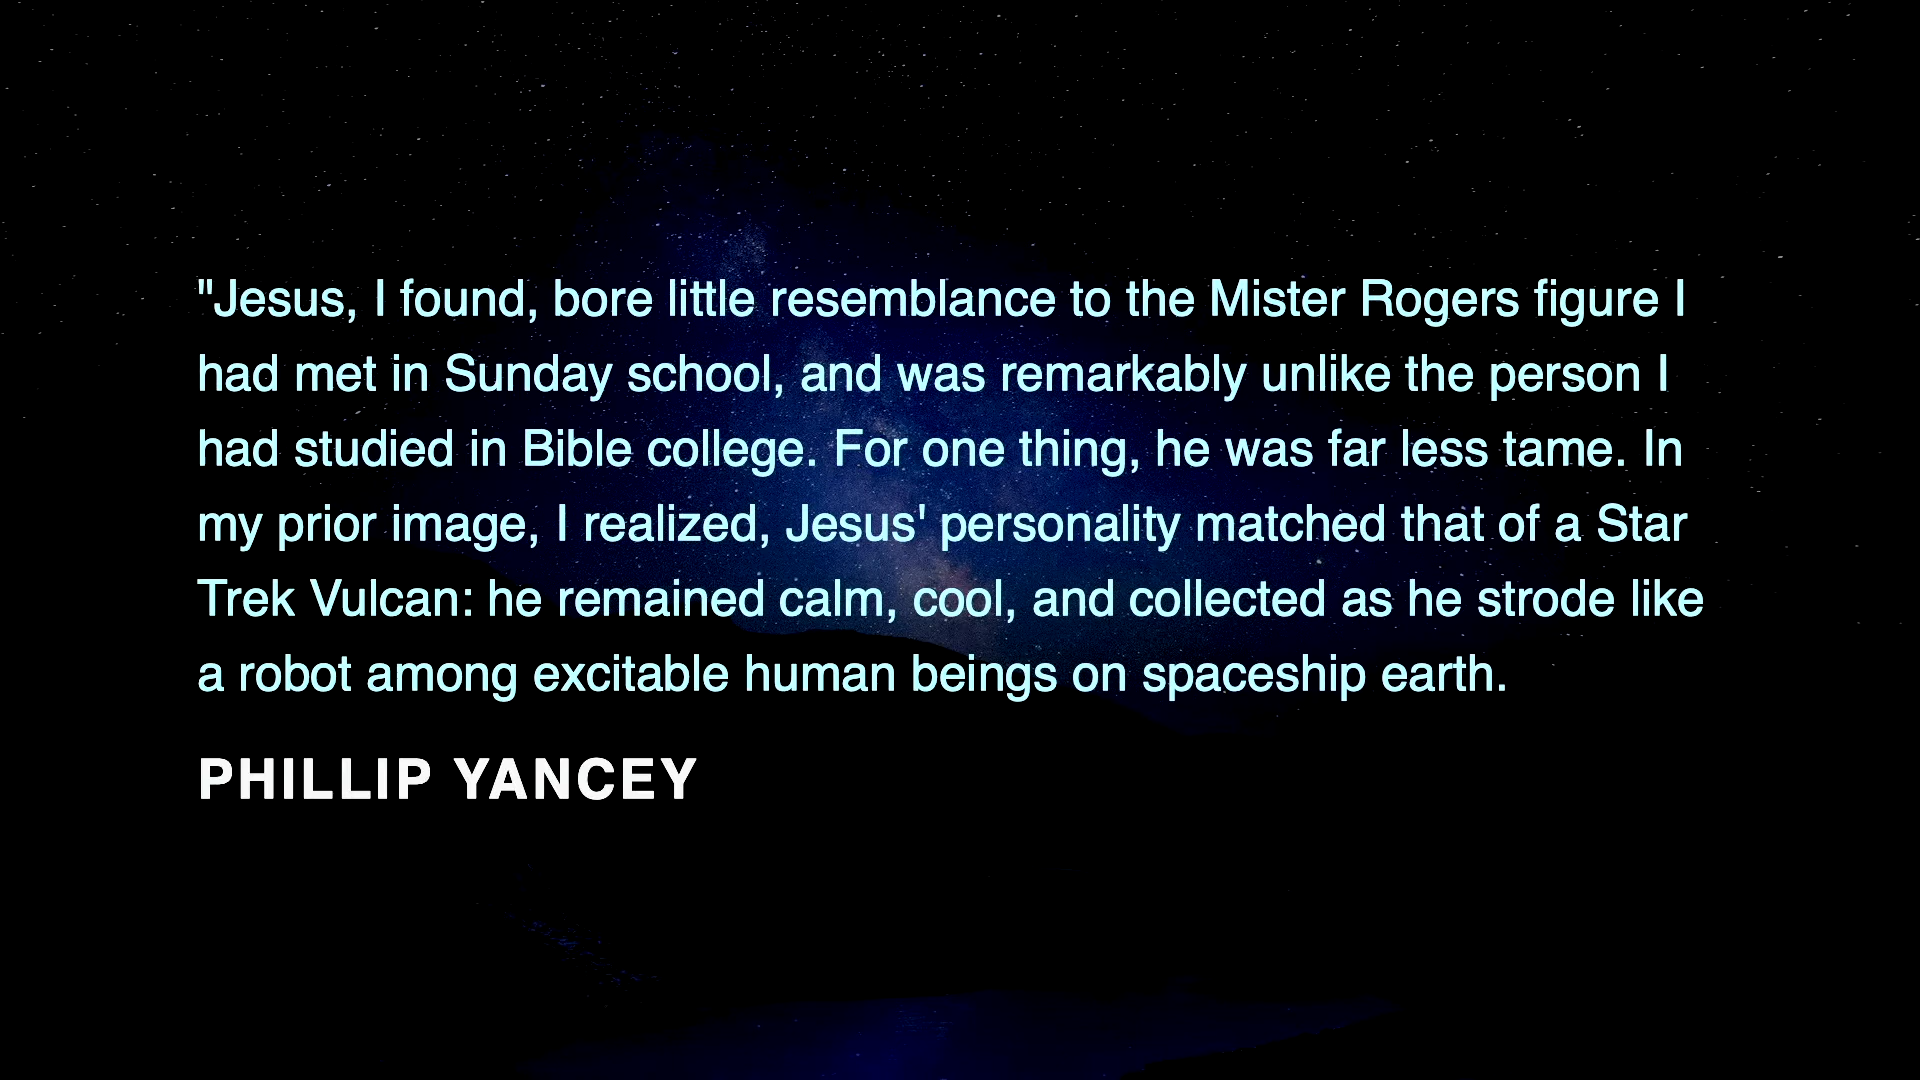 "Jesus, I found, bore little resemblance to the Mister Rogers figure I
had met in Sunday school, and was remarkably unlike the person I
had studied in Bible college. For one thing, he was far less tame. In
my prior image, I realized, Jesus' personality matched that of a Star
Trek Vulcan: he remained calm, cool, and collected as he strode like
a robot among excitable human beings on spaceship earth.
PHILLIP YANCEY